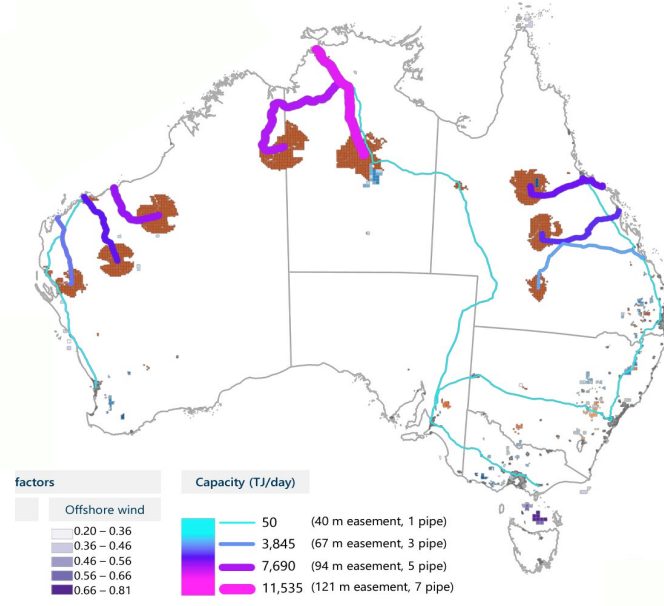 factors
Offshore wind
0.20 – 0.36
0.36 – 0.46
0.46 – 0.56
0.56 – 0.66
0.66 – 0.81
Capacity (TJ/day)
50 (40 m easement, 1 pipe)
3,845 (67 m easement, 3 pipe)
7,690 (94 m easement, 5 pipe)
11,535 (121 m easement, 7 pipe)